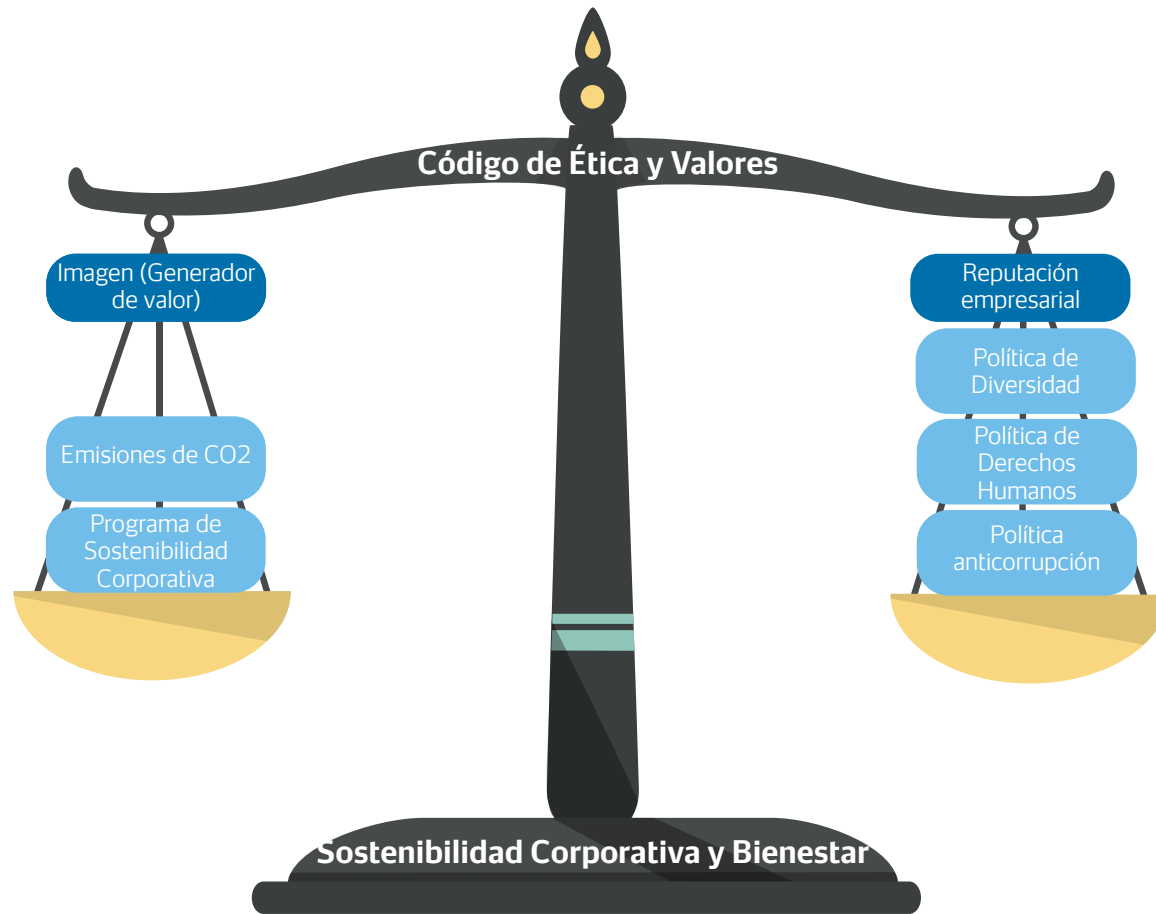 Código de Ética y Valores
Imagen (Generador
de valor)
Emisiones de CO2
Programa de
Sostenibilidad
Corporativa
Reputación
empresarial
Política de
Diversidad
Política de
Derechos
Humanos
Política
anticorrupción
Sostenibilidad Corporativa y Bienestar